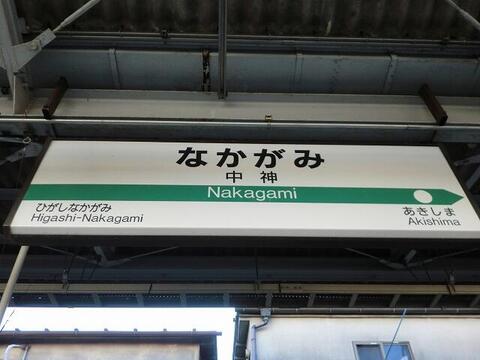 なかがみ
中神
Nakagami
ひがしなかがみ
Higashi-Nakagami
あきしま
Akishima